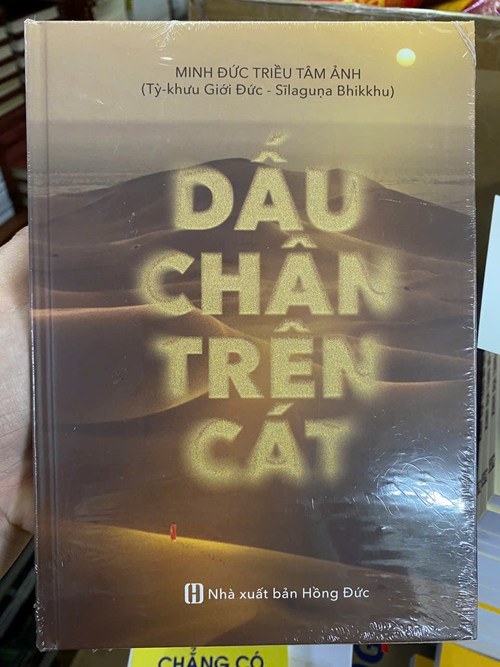 MINH ĐỨC TRIỀU TÂM ẢNH
(Tỳ-khưu Giới Đức - Sīlaguṇa Bhikkhu)
DẤU
CHÂN
TRÊN
CÁT
H Nhà xuất bản Hồng Đức
CHẲNG CÓ